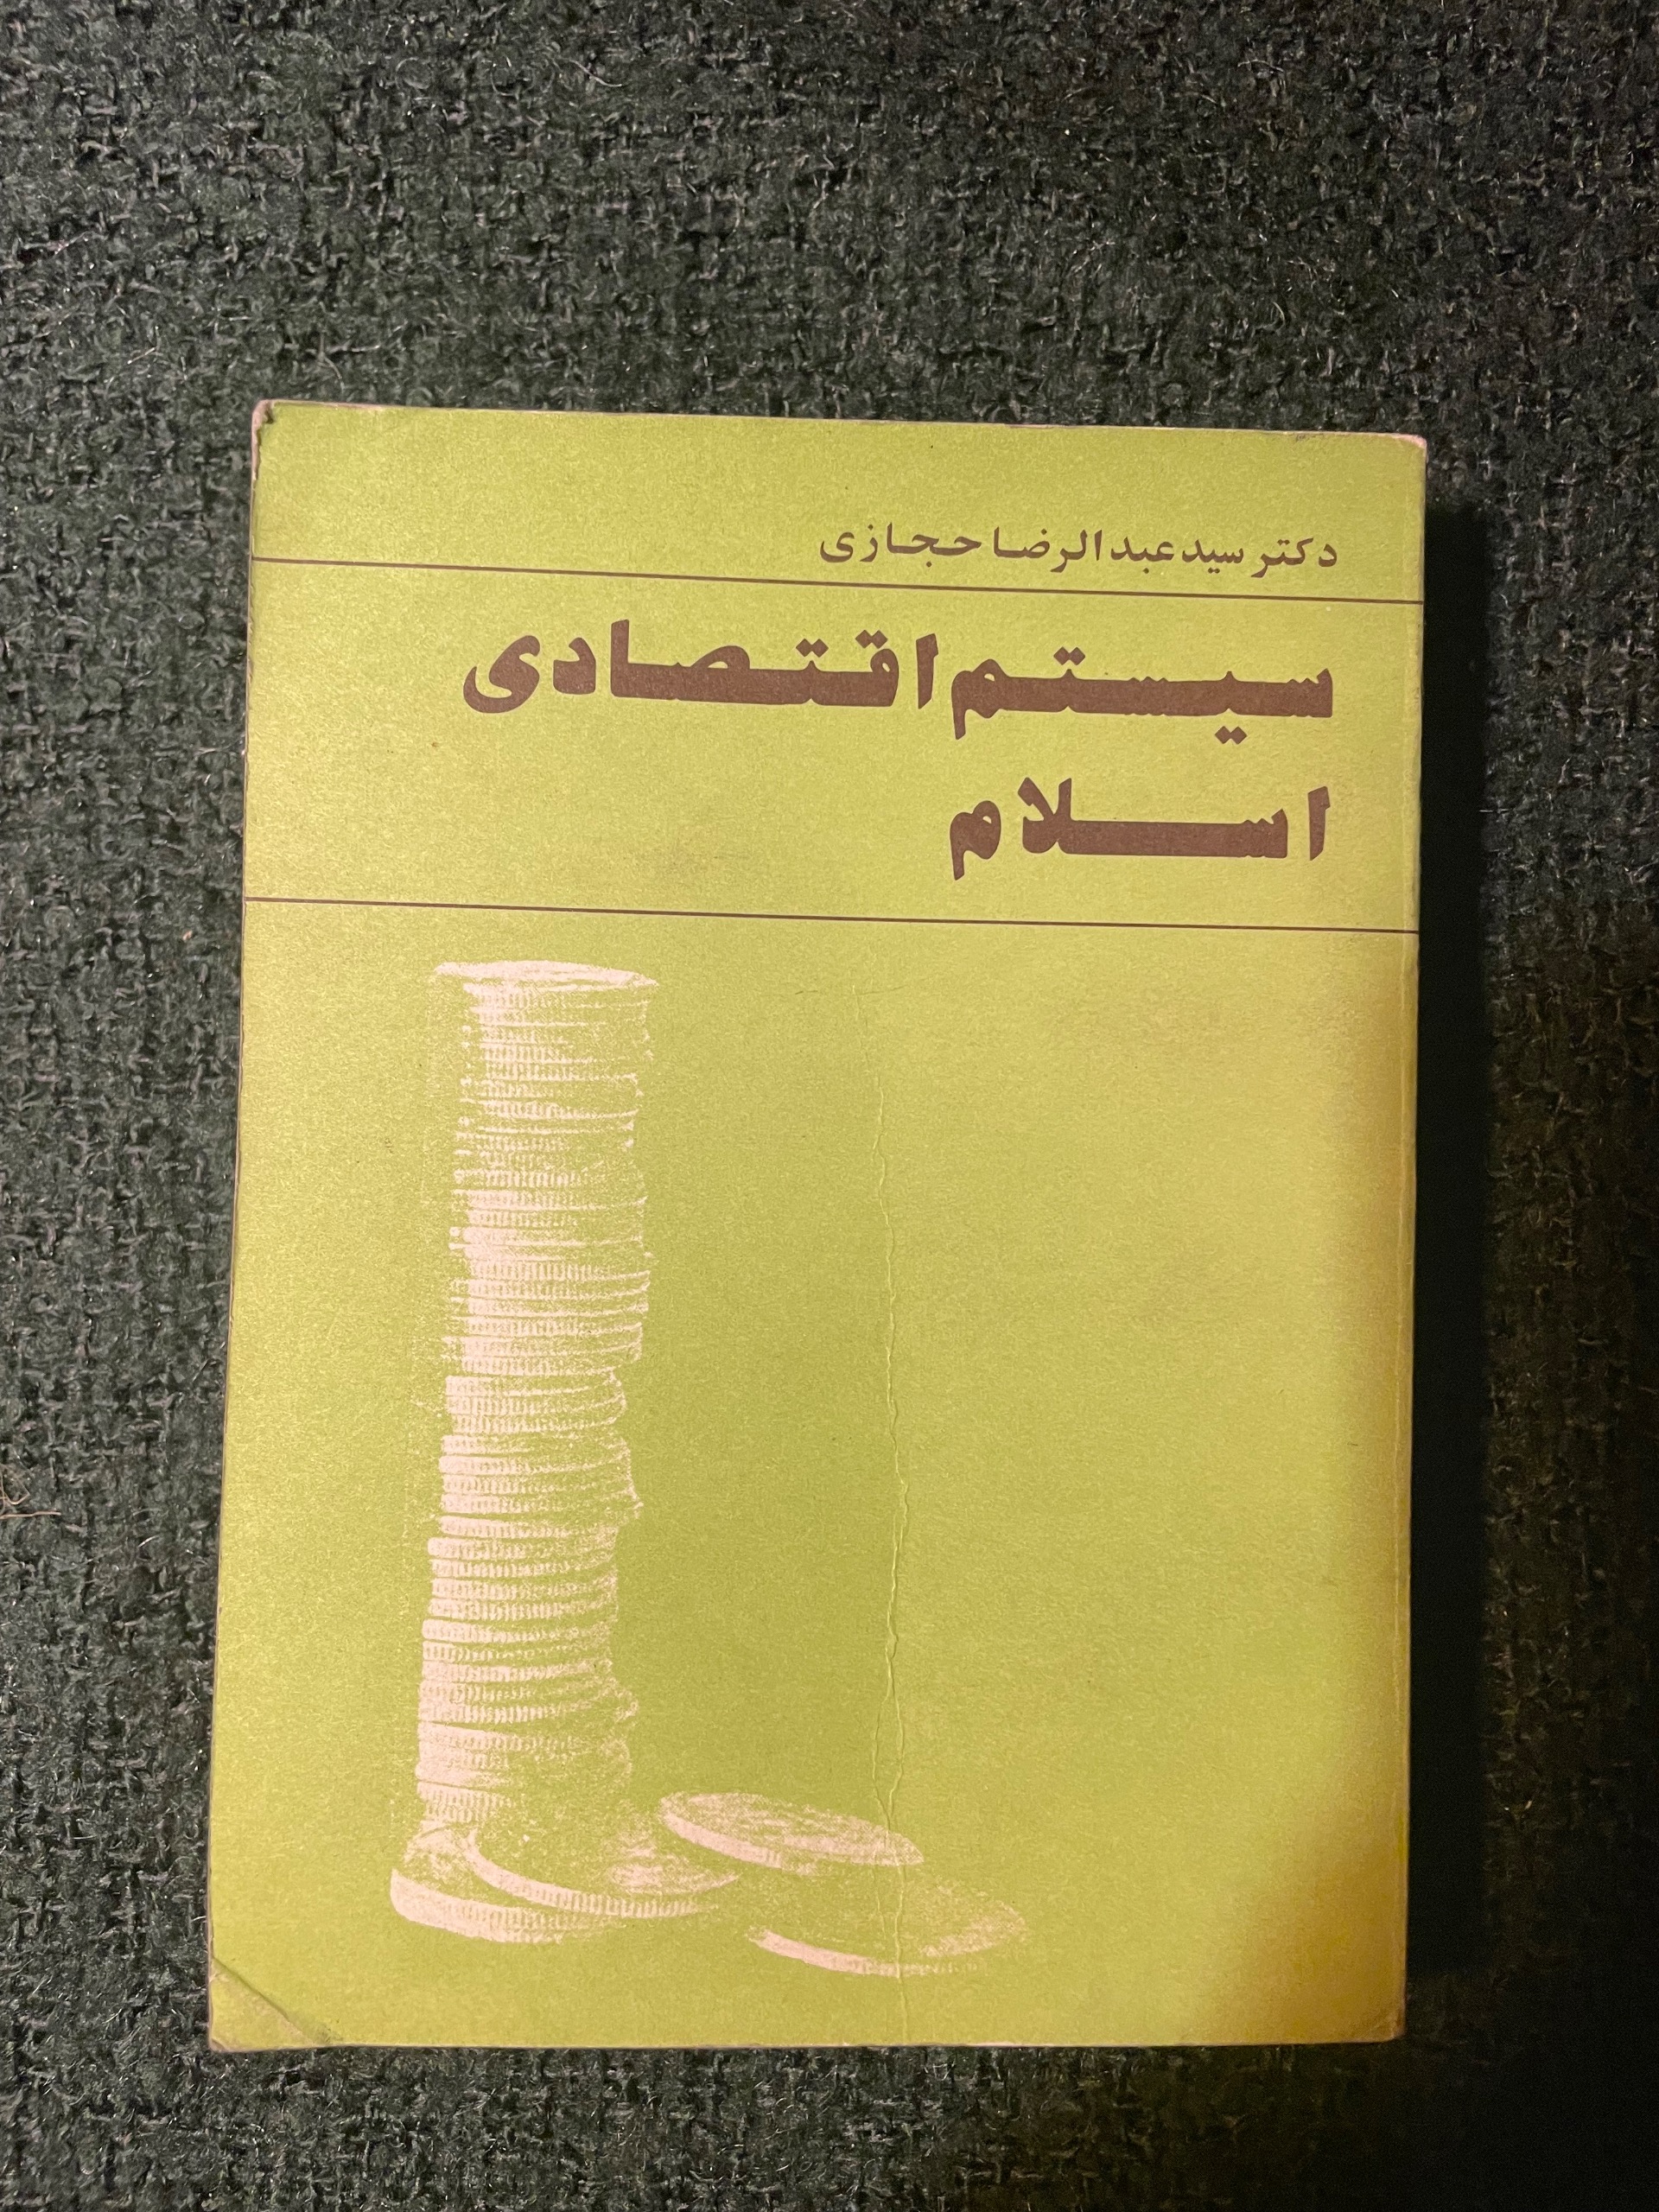 دکتر سید عبدالرضا حجازی
سیستم اقتصادی
اسلام